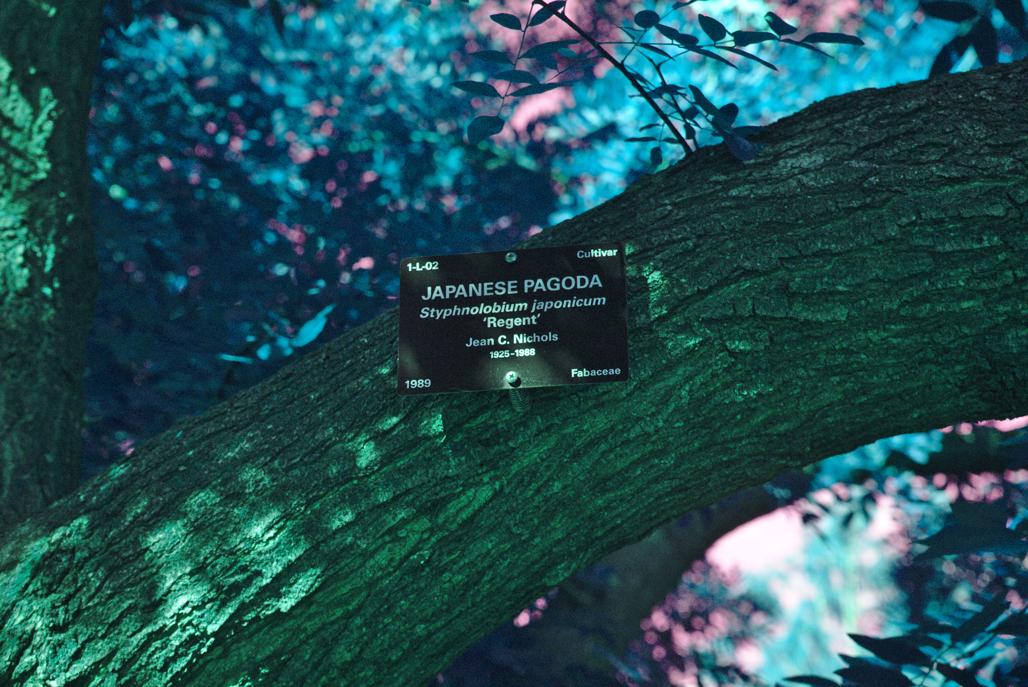 1-L-02 Cultivar
JAPANESE PAGODA
Styphnolobium japonicum
‘Regent’
Jean C. Nichols
1925-1988
1989 Fabaceae